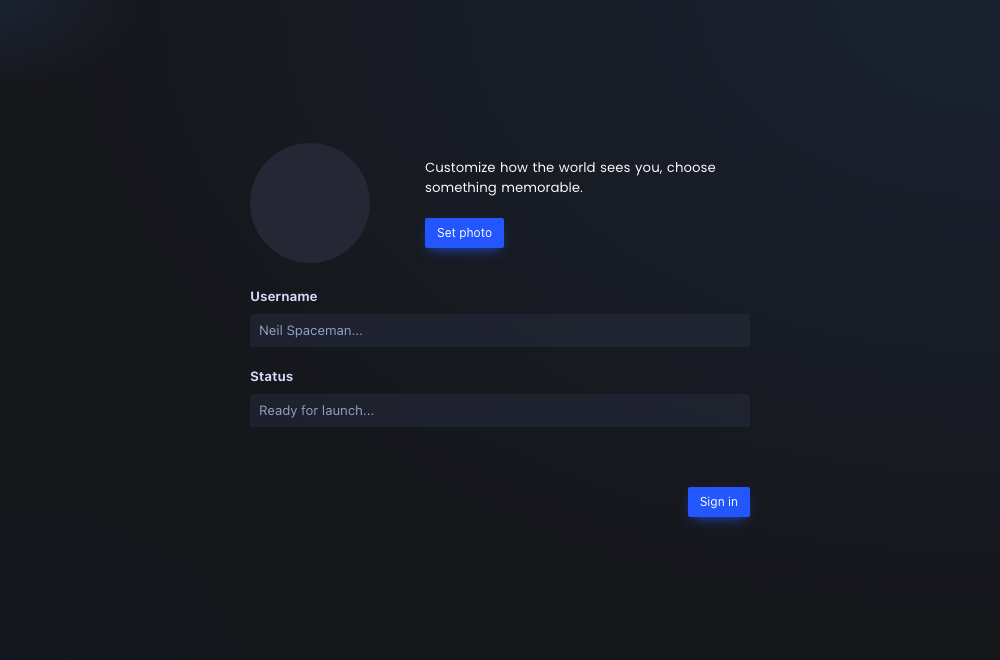 Customize how the world sees you, choose
something memorable.
Set photo
Username
Neil Spaceman...
Status
Ready for launch...
Sign in